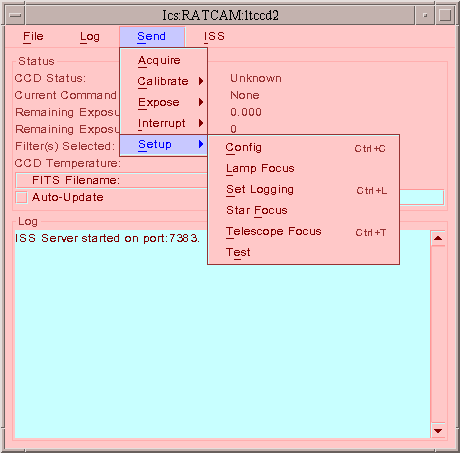 Ics:RATCAM:ltccd2
File Log Send ISS
Status
Acquire
CCD Status: Unknown
Calibrate
Current Command None
Expose
Remaining Exposu 0.000
Interrupt
Remaining Exposu 0
Filter(s) Selected:
Setup
Config Ctrl+C
CCD Temperature:
Lamp Focus
FITS Filename:
Set Logging Ctrl+L
Auto-Update
Star Focus
Log
Telescope Focus Ctrl+T
ISS Server started on port:7383.
Test